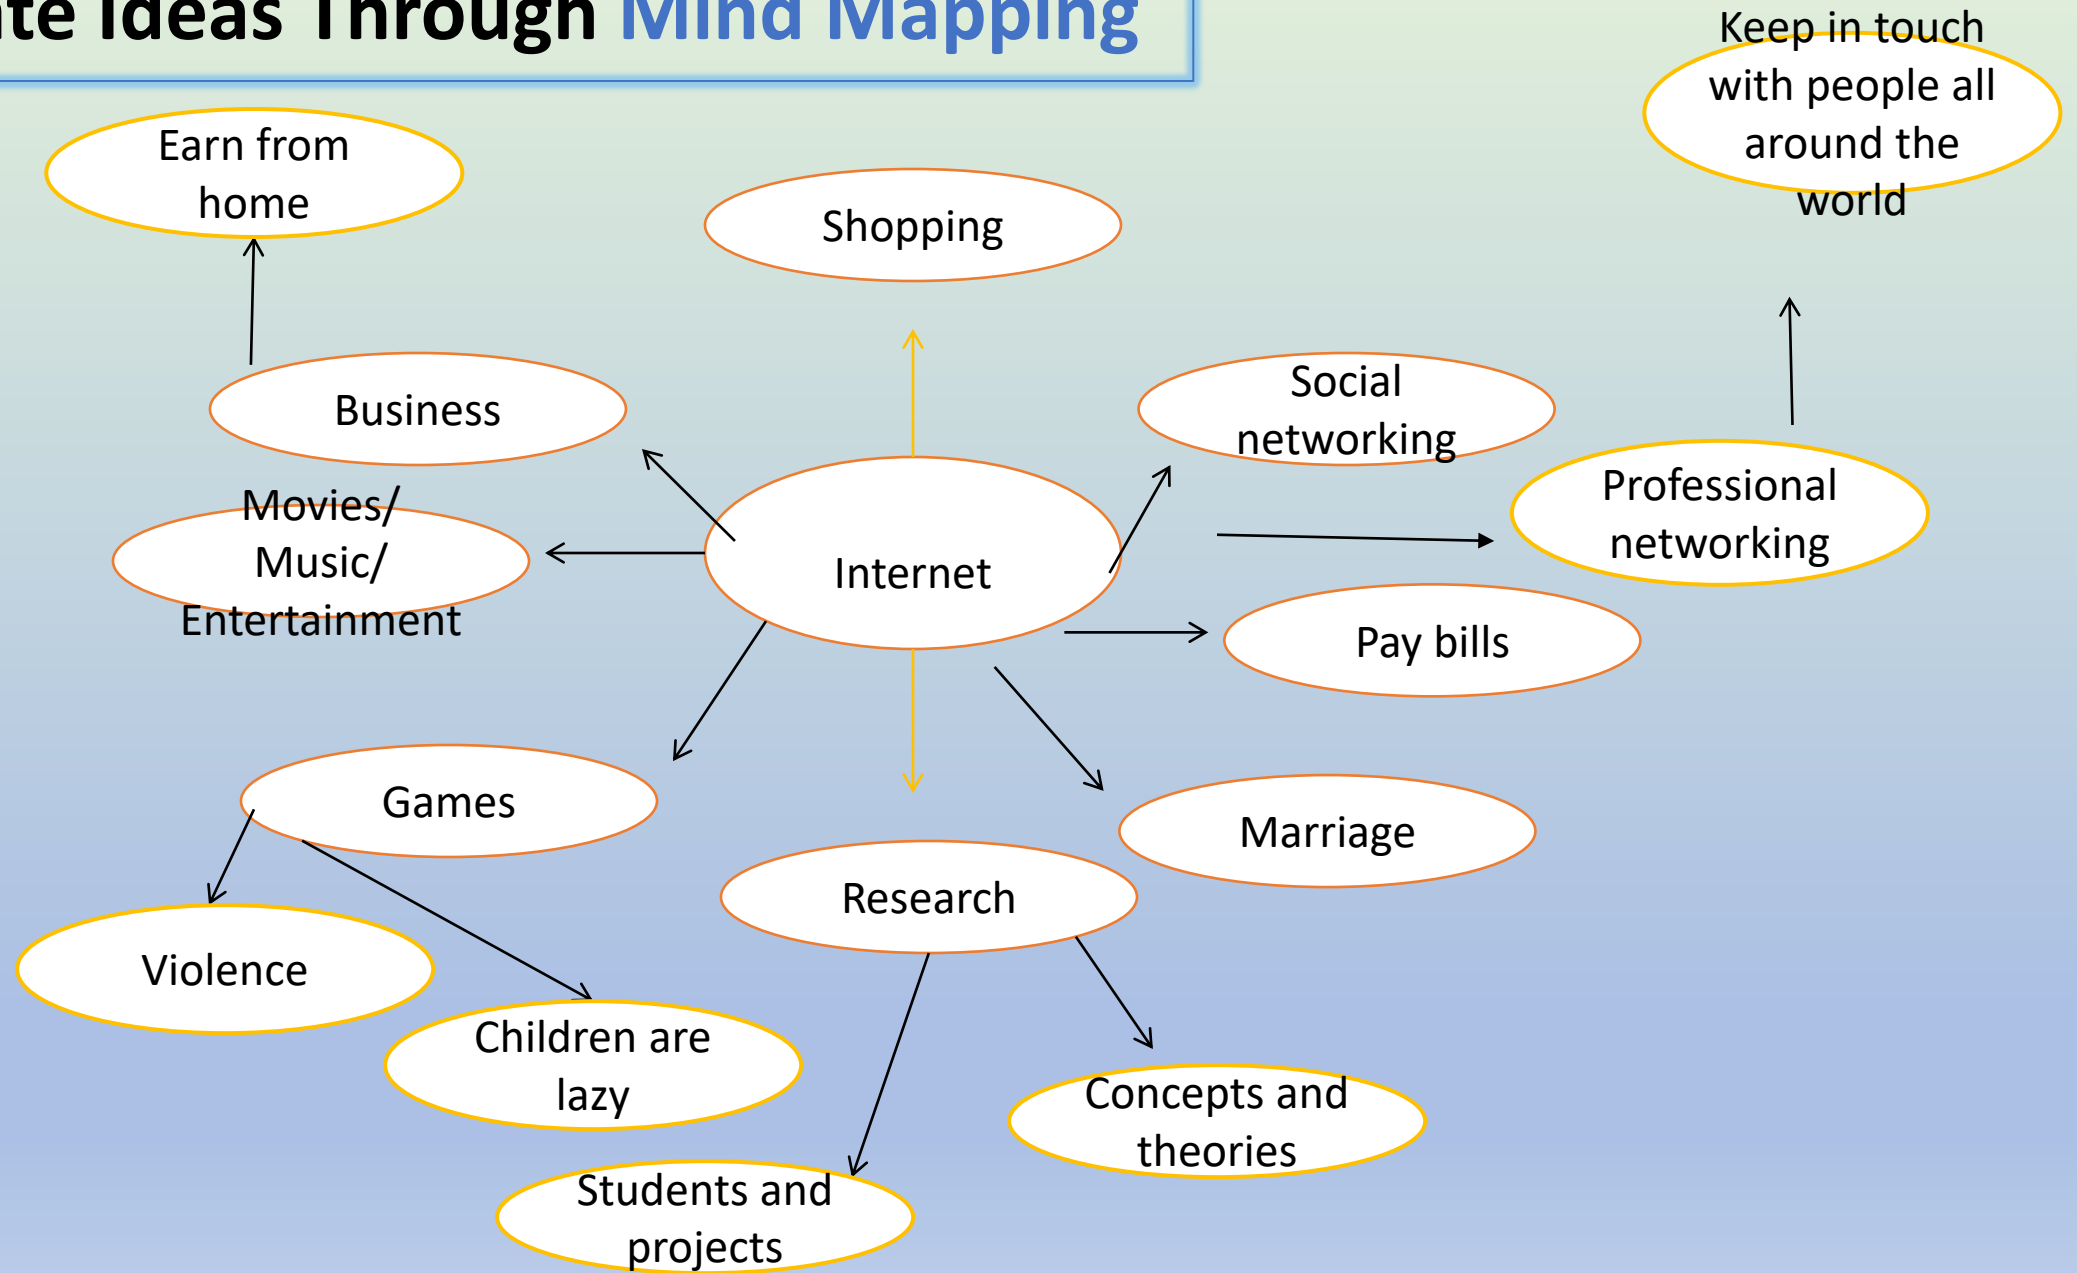 Ideas Through Mind Mapping
Keep in touch
with people all
around the
world
Earn from
home
Shopping
Business
Social
networking
Professional
networking
Movies/
Music/
Entertainment
Internet
Pay bills
Games
Marriage
Research
Violence
Children are
lazy
Concepts and
theories
Students and
projects